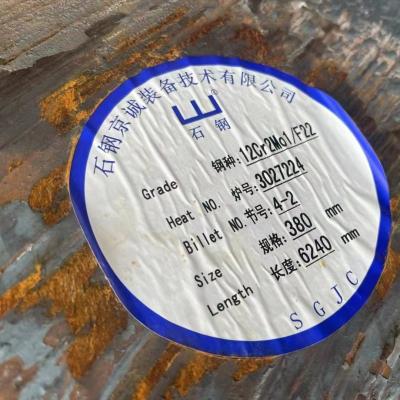 石钢京诚装备技术有限公司
®
石钢
Grade 钢种: 12Cr2Mo1/F22
Heat NO. 炉号: 3027224
Billet NO. 节号: 4-2
Size 规格: 380 mm
Length 长度: 6240 mm
SGJC